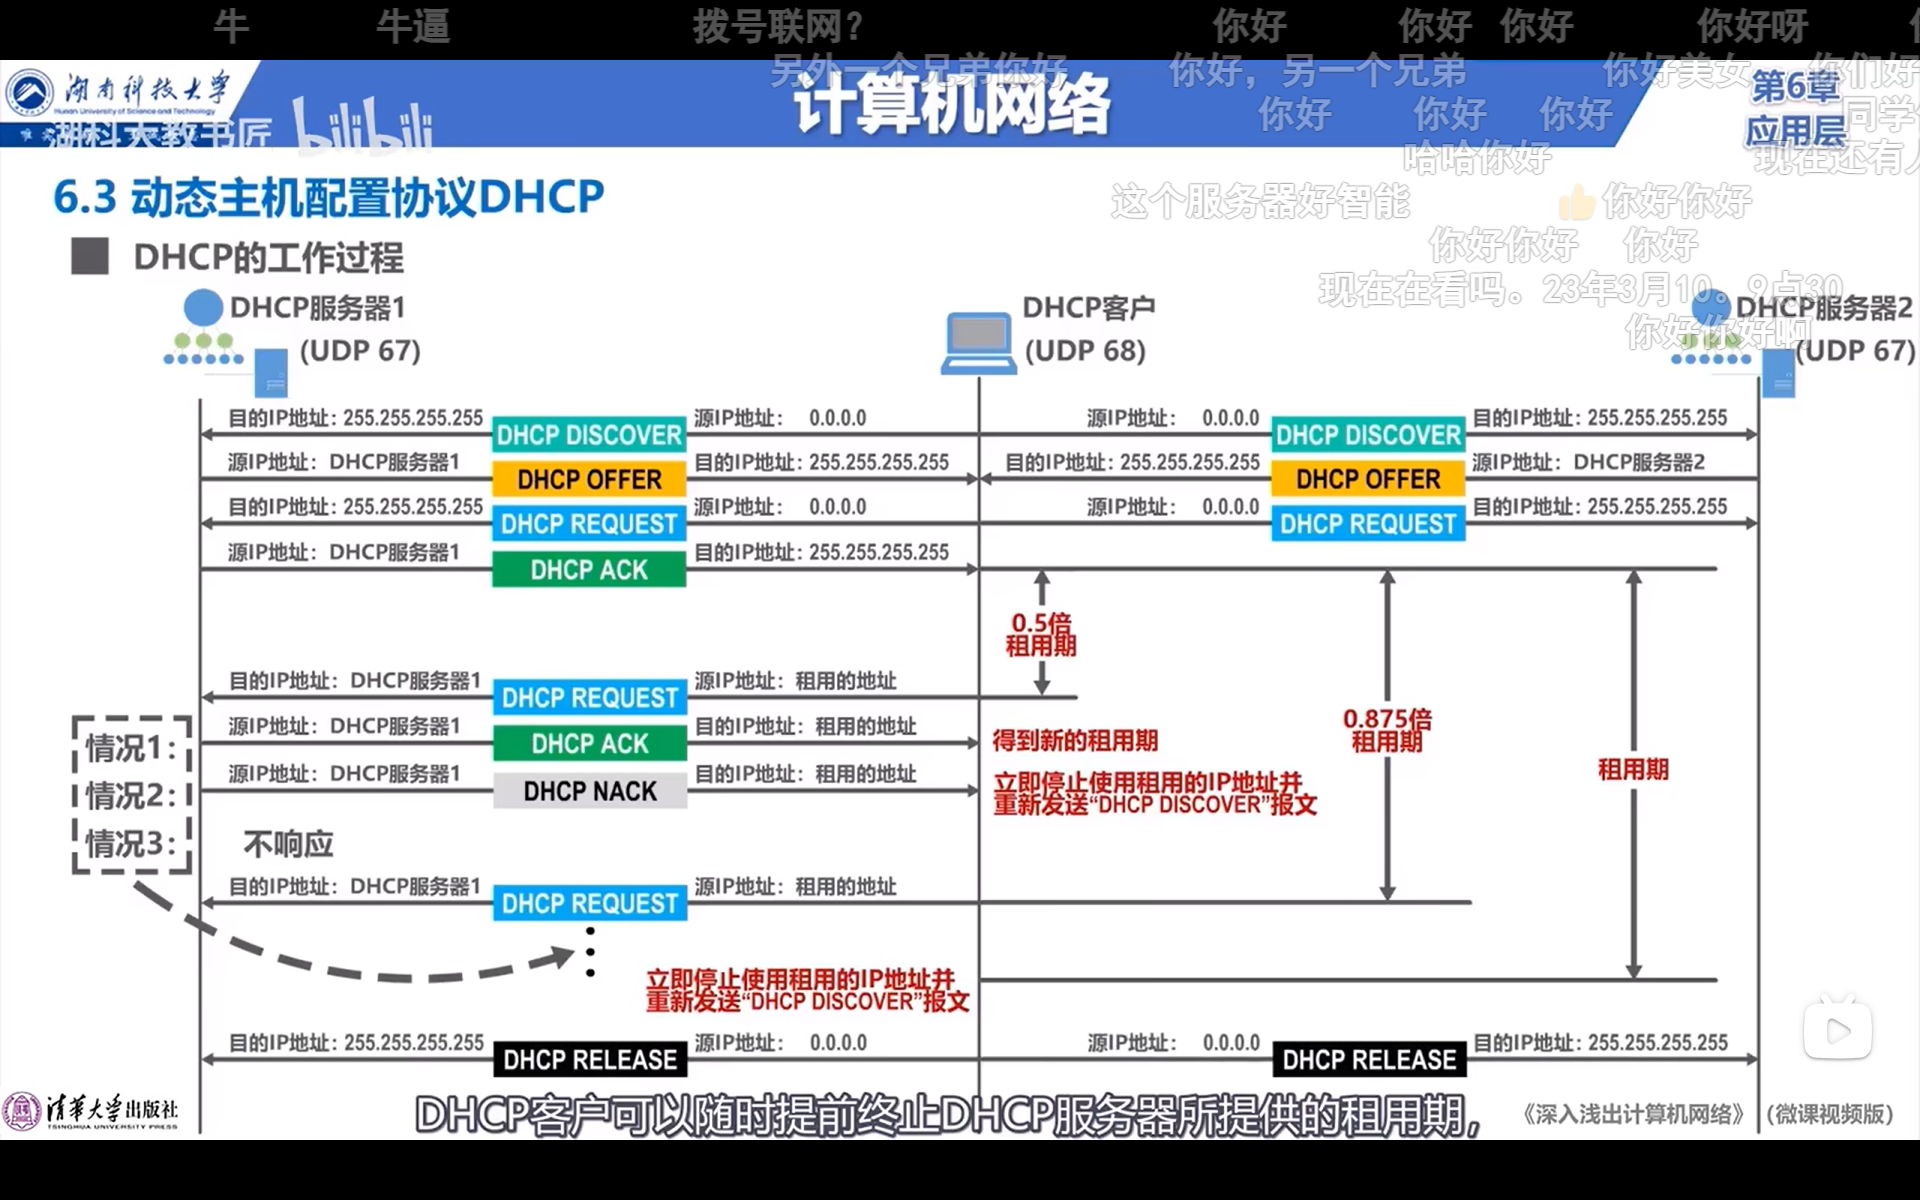 牛 牛逼 拨号联网？ 你好 你好 你好 你好呀
另外一个兄弟你好 你好，另一个兄弟 你好美女 你们好
湖南科技大学
Hunan University of Science and Technology
计算机网络
第6章
应用层
你好 你好 你好 同学
湖科大教书匠 bilibili
哈哈你好 现在还有人
6.3 动态主机配置协议DHCP
这个服务器好智能 👍你好你好
DHCP的工作过程
你好你好 你好
现在在看吗。23年3月10。9点30
你好你好啊
DHCP服务器1
(UDP 67)
DHCP客户
(UDP 68)
DHCP服务器2
(UDP 67)
目的IP地址: 255.255.255.255 DHCP DISCOVER 源IP地址: 0.0.0.0 源IP地址: 0.0.0.0 DHCP DISCOVER 目的IP地址: 255.255.255.255
源IP地址: DHCP服务器1 DHCP OFFER 目的IP地址: 255.255.255.255 目的IP地址: 255.255.255.255 DHCP OFFER 源IP地址: DHCP服务器2
目的IP地址: 255.255.255.255 DHCP REQUEST 源IP地址: 0.0.0.0 源IP地址: 0.0.0.0 DHCP REQUEST 目的IP地址: 255.255.255.255
源IP地址: DHCP服务器1 DHCP ACK 目的IP地址: 255.255.255.255
0.5倍
租用期
目的IP地址: DHCP服务器1 DHCP REQUEST 源IP地址: 租用的地址
0.875倍
租用期
租用期
情况1:
源IP地址: DHCP服务器1 DHCP ACK 目的IP地址: 租用的地址
得到新的租用期
情况2:
源IP地址: DHCP服务器1 DHCP NACK 目的IP地址: 租用的地址
立即停止使用租用的IP地址并
重新发送“DHCP DISCOVER”报文
情况3:
不响应
目的IP地址: DHCP服务器1 DHCP REQUEST 源IP地址: 租用的地址
立即停止使用租用的IP地址并
重新发送“DHCP DISCOVER”报文
目的IP地址: 255.255.255.255 DHCP RELEASE 源IP地址: 0.0.0.0 源IP地址: 0.0.0.0 DHCP RELEASE 目的IP地址: 255.255.255.255
清华大学出版社
TSINGHUA UNIVERSITY PRESS
DHCP客户可以随时提前终止DHCP服务器所提供的租用期，
《深入浅出计算机网络》（微课视频版）